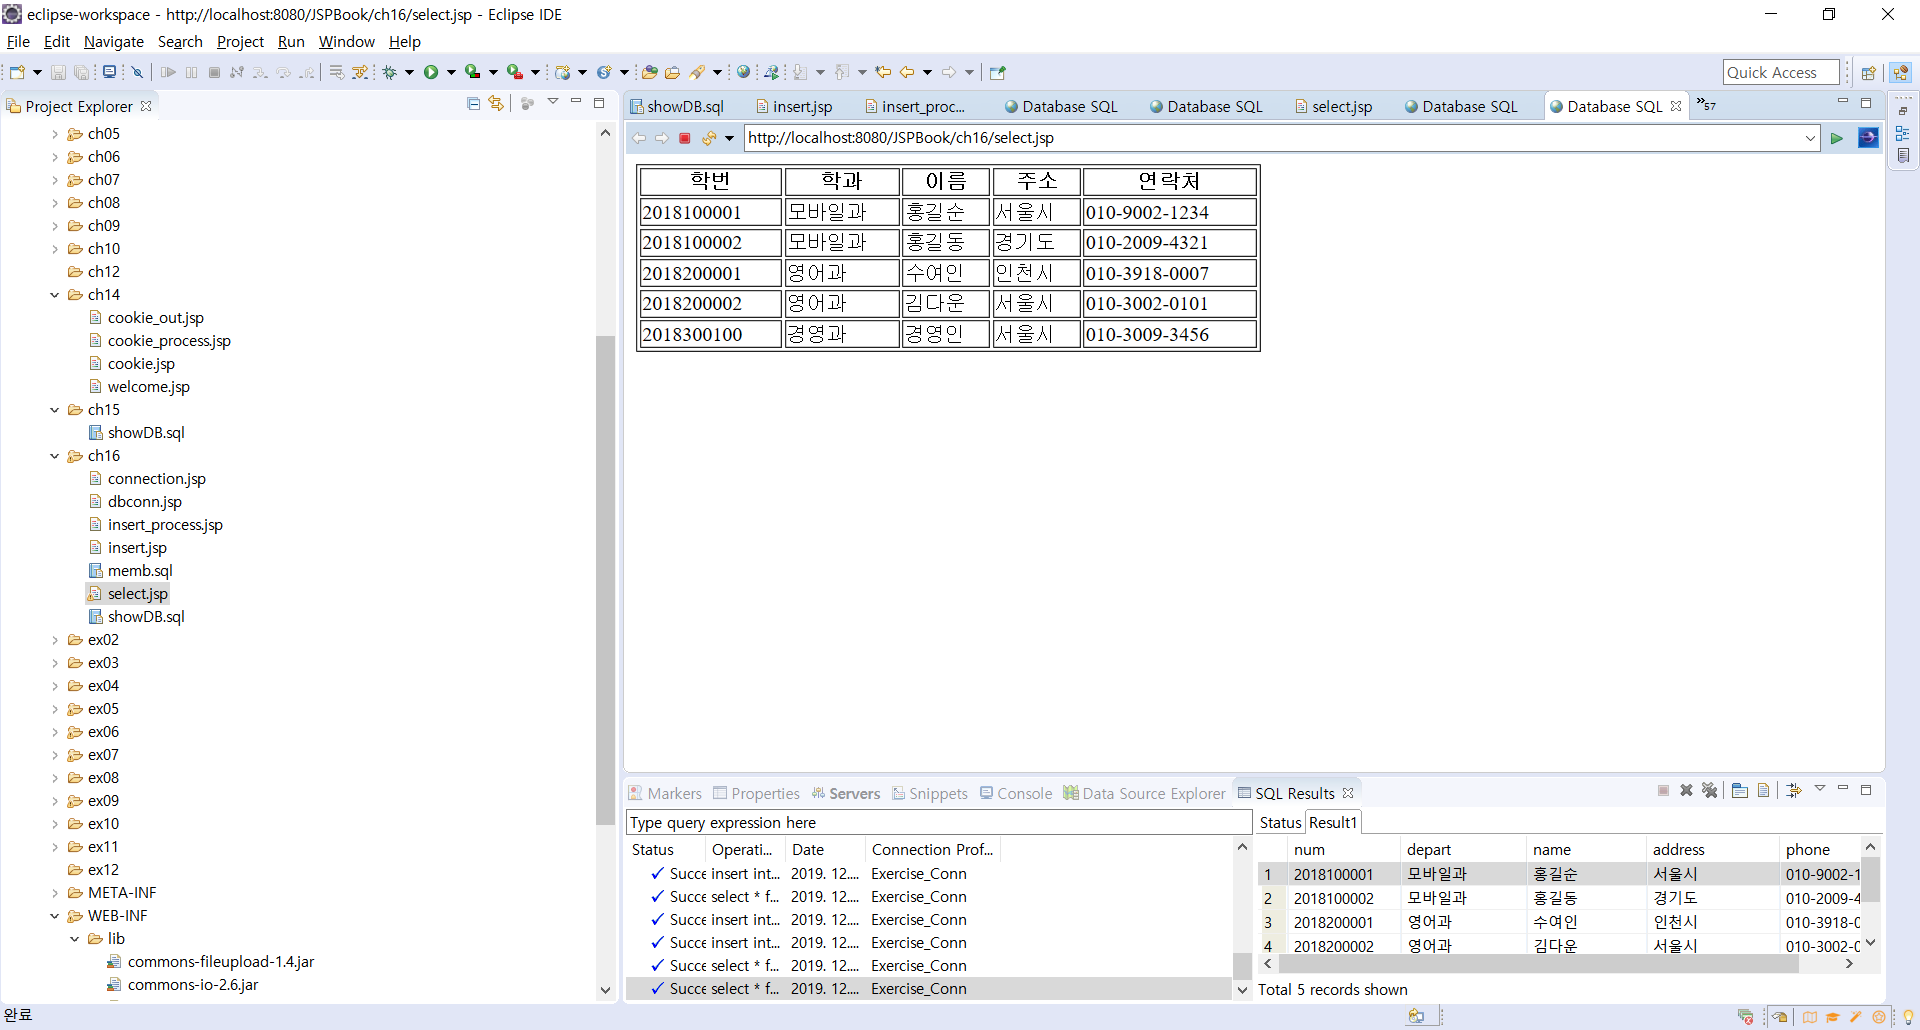 eclipse-workspace - http://localhost:8080/JSPBook/ch16/select.jsp - Eclipse IDE
File Edit Navigate Search Project Run Window Help
Quick Access
Project Explorer
ch05
ch06
ch07
ch08
ch09
ch10
ch12
ch14
cookie_out.jsp
cookie_process.jsp
cookie.jsp
welcome.jsp
ch15
showDB.sql
ch16
connection.jsp
dbconn.jsp
insert_process.jsp
insert.jsp
memb.sql
select.jsp
showDB.sql
ex02
ex03
ex04
ex05
ex06
ex07
ex08
ex09
ex10
ex11
ex12
META-INF
WEB-INF
lib
commons-fileupload-1.4.jar
commons-io-2.6.jar
showDB.sql insert.jsp insert_proc... Database SQL Database SQL select.jsp Database SQL Database SQL »57
http://localhost:8080/JSPBook/ch16/select.jsp
학번 학과 이름 주소 연락처
2018100001 모바일과 홍길순 서울시 010-9002-1234
2018100002 모바일과 홍길동 경기도 010-2009-4321
2018200001 영어과 수여인 인천시 010-3918-0007
2018200002 영어과 김다운 서울시 010-3002-0101
2018300100 경영과 경영인 서울시 010-3009-3456
Markers Properties Servers Snippets Console Data Source Explorer SQL Results
Type query expression here
Status Operati... Date Connection Prof...
Succe insert int... 2019. 12.... Exercise_Conn
Succe select * f... 2019. 12.... Exercise_Conn
Succe insert int... 2019. 12.... Exercise_Conn
Succe insert int... 2019. 12.... Exercise_Conn
Succe select * f... 2019. 12.... Exercise_Conn
Succe select * f... 2019. 12.... Exercise_Conn
Status Result1
num depart name address phone
1 2018100001 모바일과 홍길순 서울시 010-9002-1
2 2018100002 모바일과 홍길동 경기도 010-2009-4
3 2018200001 영어과 수여인 인천시 010-3918-0
4 2018200002 영어과 김다운 서울시 010-3002-0
Total 5 records shown
완료